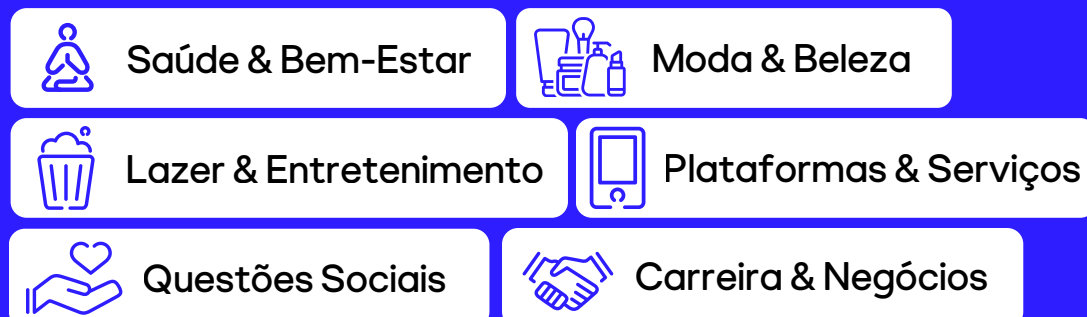 Saúde & Bem-Estar
Moda & Beleza
Lazer & Entretenimento
Plataformas & Serviços
Questões Sociais
Carreira & Negócios